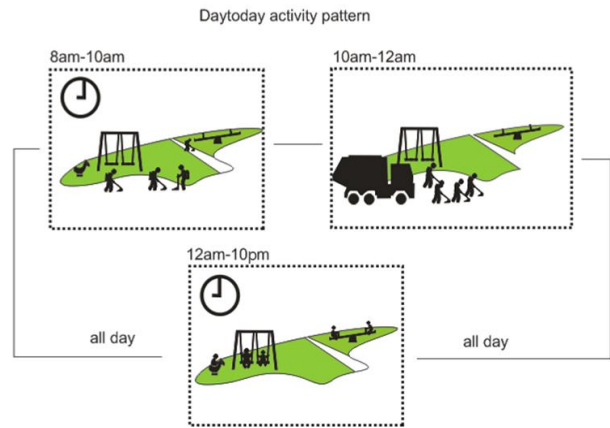 Daytoday activity pattern
8am-10am
10am-12am
12am-10pm
all day
all day